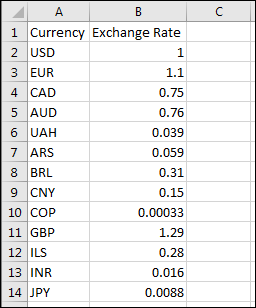 A B C
1 Currency Exchange Rate
2 USD 1
3 EUR 1.1
4 CAD 0.75
5 AUD 0.76
6 UAH 0.039
7 ARS 0.059
8 BRL 0.31
9 CNY 0.15
10 COP 0.00033
11 GBP 1.29
12 ILS 0.28
13 INR 0.016
14 JPY 0.0088